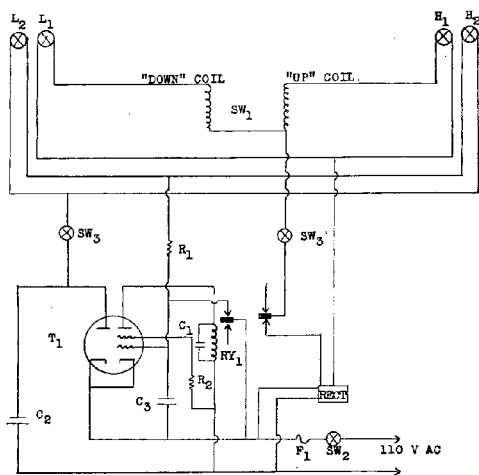 L2 L1 H1 H2
"DOWN" COIL "UP" COIL
SW1
SW3 SW3
R1
T1 C1 RY1
R2
C2 C3 RECT
F1 SW2 110 V AC